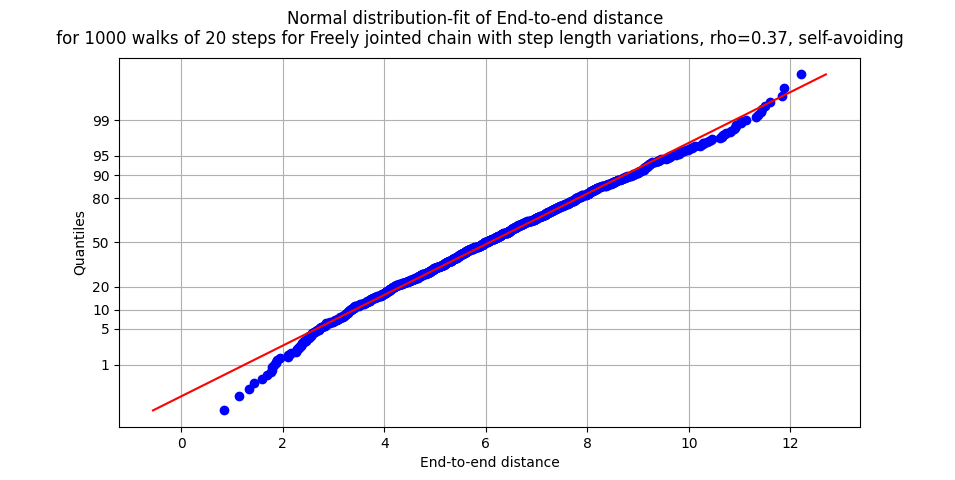 Normal distribution-fit of End-to-end distance
for 1000 walks of 20 steps for Freely jointed chain with step length variations, rho=0.37, self-avoiding
99
95
90
80
50
20
10
5
1
Quantiles
0 2 4 6 8 10 12
End-to-end distance